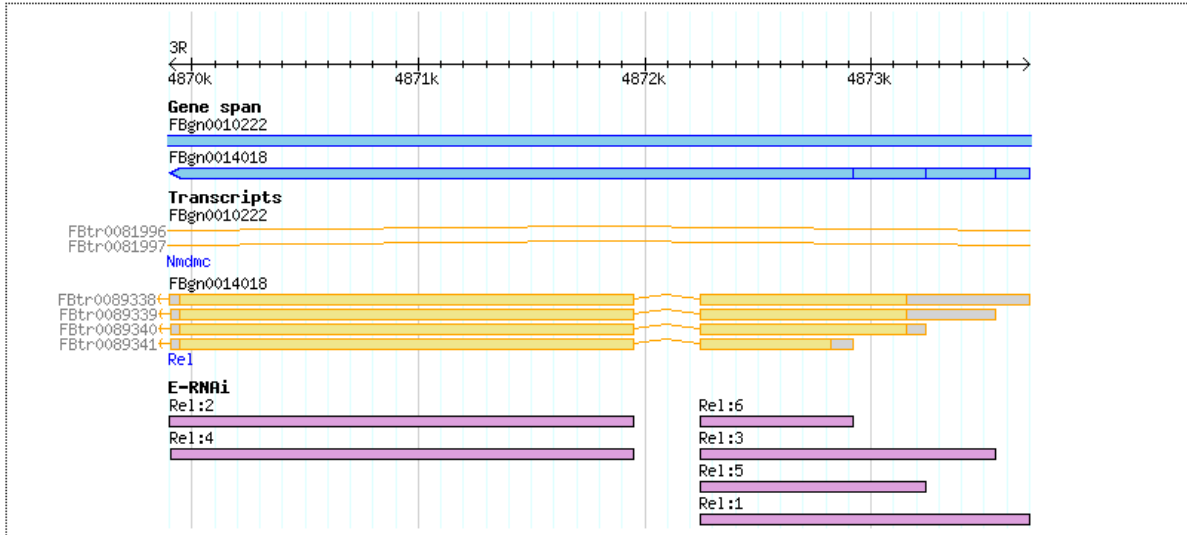 3R
4870k 4871k 4872k 4873k
Gene span
FBgn0010222
FBgn0014018
Transcripts
FBgn0010222
FBtr0081996
FBtr0081997
Nmdmc
FBgn0014018
FBtr0089338
FBtr0089339
FBtr0089340
FBtr0089341
Rel
E-RNAi
Rel:2 Rel:6
Rel:4 Rel:3
Rel:5
Rel:1